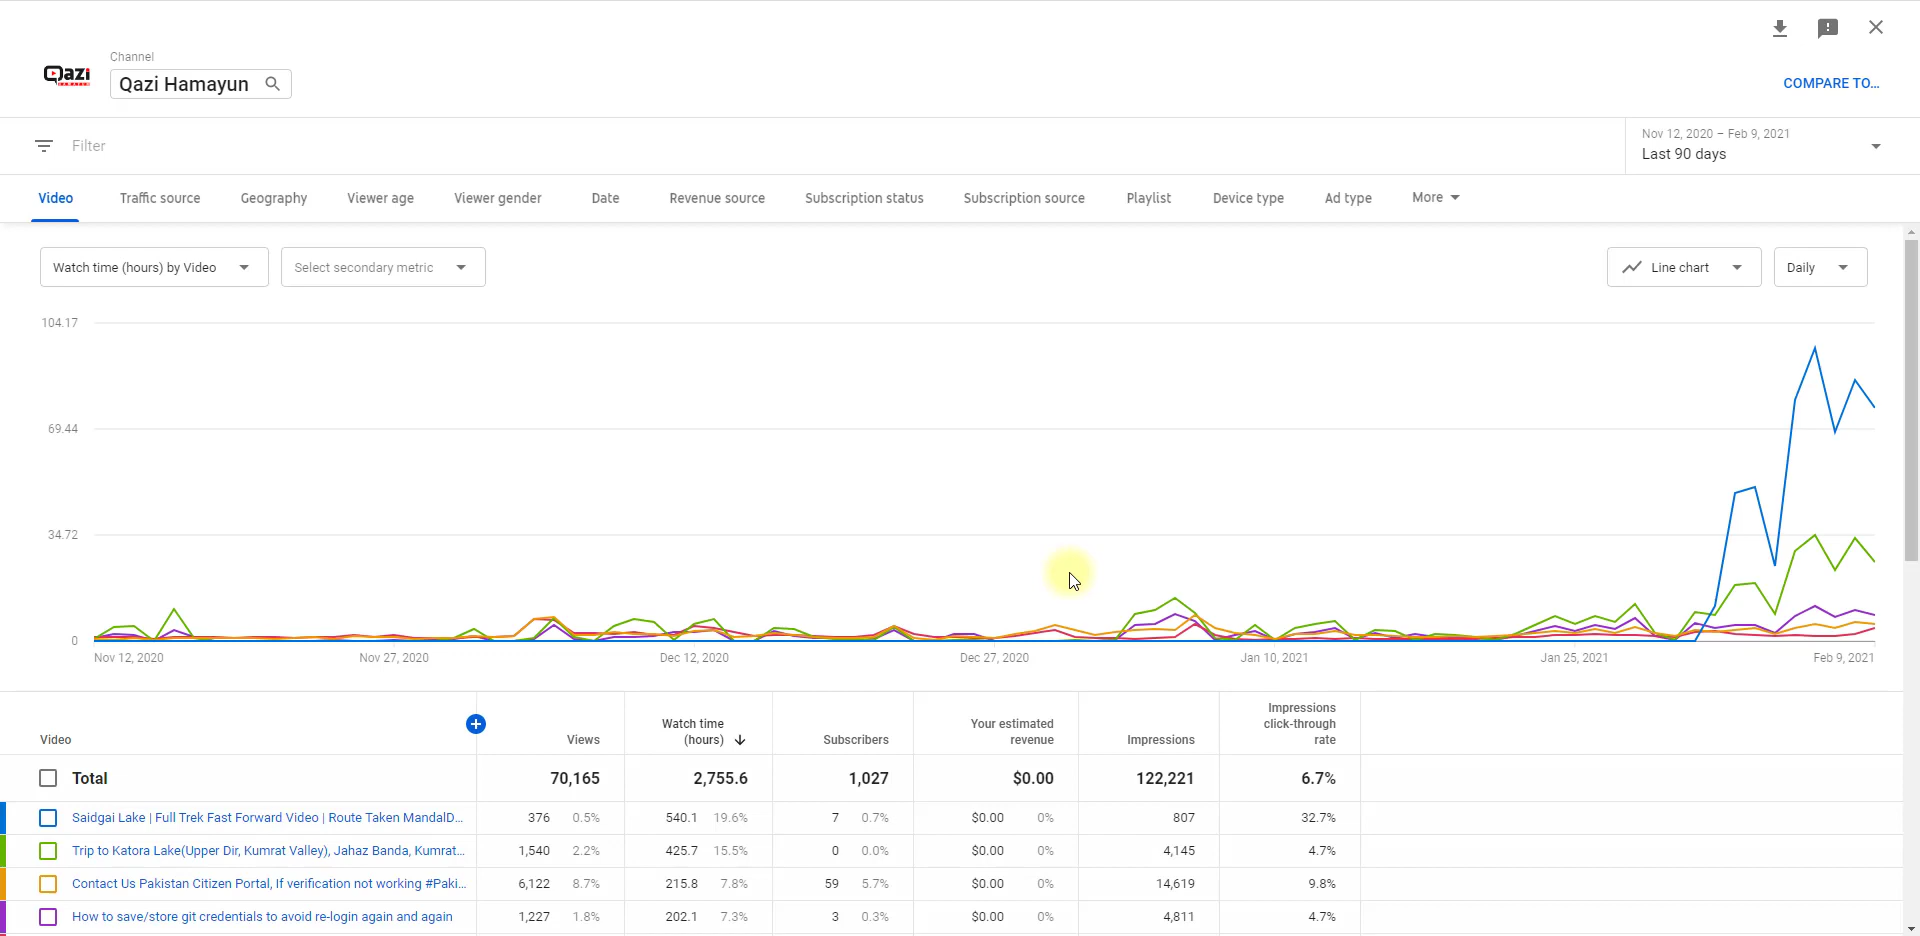 Channel
Qazi
Qazi Hamayun
COMPARE TO...
Filter
Nov 12, 2020 – Feb 9, 2021
Last 90 days
Video Traffic source Geography Viewer age Viewer gender Date Revenue source Subscription status Subscription source Playlist Device type Ad type More
Watch time (hours) by Video Select secondary metric Line chart Daily
104.17
69.44
34.72
0
Nov 12, 2020 Nov 27, 2020 Dec 12, 2020 Dec 27, 2020 Jan 10, 2021 Jan 25, 2021 Feb 9, 2021
Video Views Watch time (hours) Subscribers Your estimated revenue Impressions Impressions click-through rate
Total 70,165 2,755.6 1,027 $0.00 122,221 6.7%
Saidgai Lake | Full Trek Fast Forward Video | Route Taken MandalD... 376 0.5% 540.1 19.6% 7 0.7% $0.00 0% 807 32.7%
Trip to Katora Lake(Upper Dir, Kumrat Valley), Jahaz Banda, Kumrat... 1,540 2.2% 425.7 15.5% 0 0.0% $0.00 0% 4,145 4.7%
Contact Us Pakistan Citizen Portal, If verification not working #Paki... 6,122 8.7% 215.8 7.8% 59 5.7% $0.00 0% 14,619 9.8%
How to save/store git credentials to avoid re-login again and again 1,227 1.8% 202.1 7.3% 3 0.3% $0.00 0% 4,811 4.7%